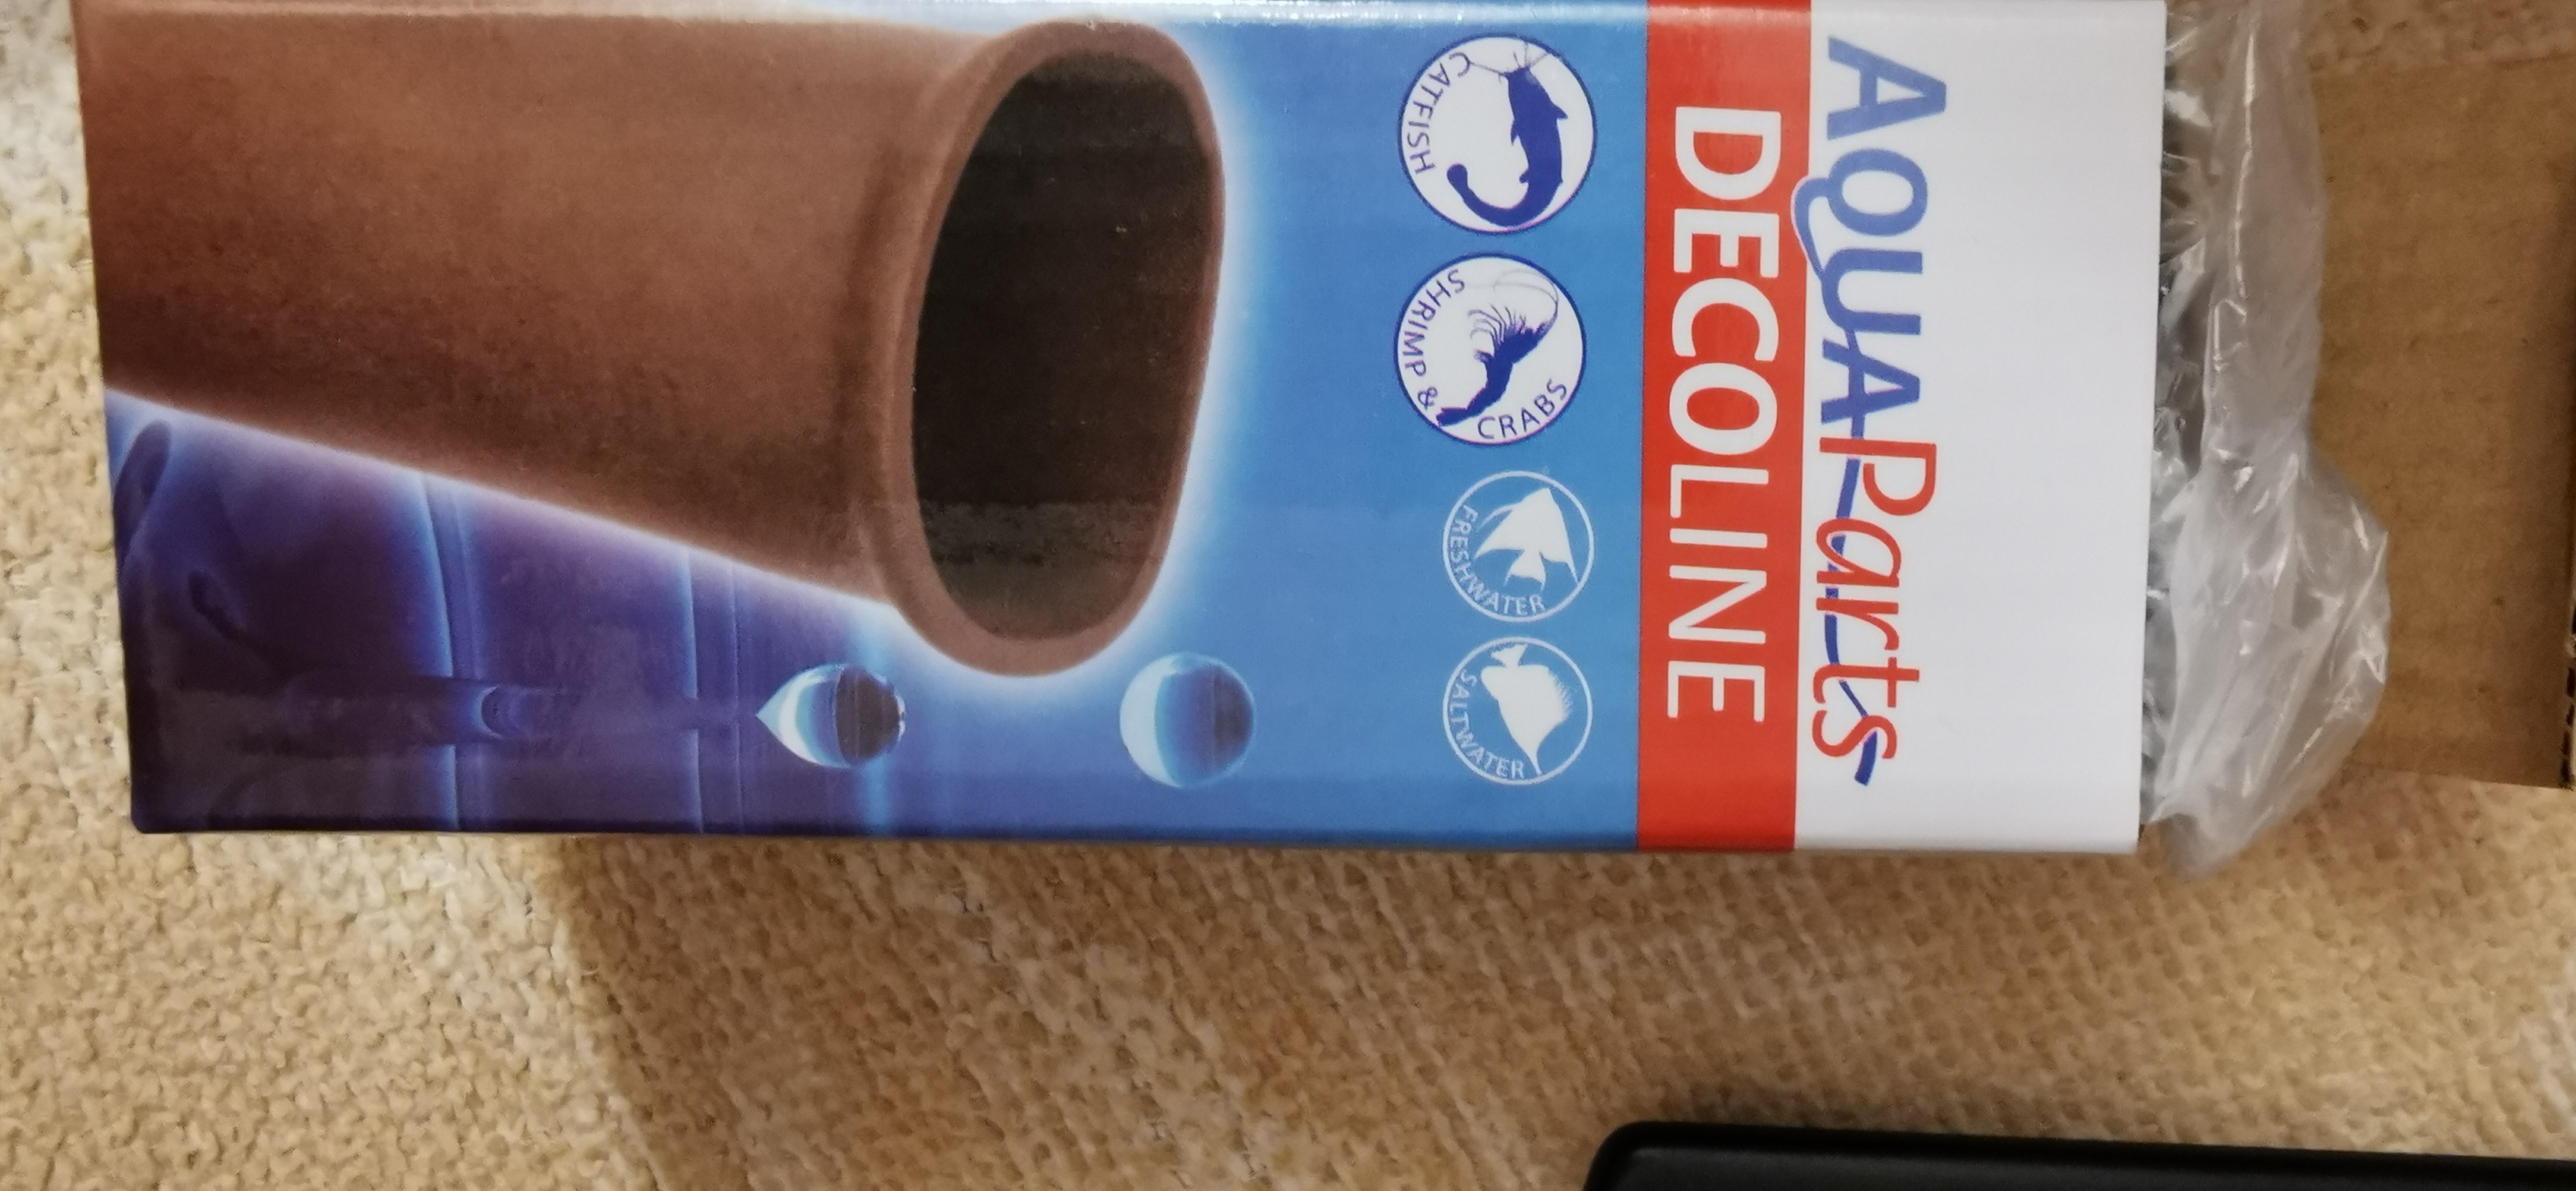 AQUAParts
DECOLINE
CATFISH
SHRIMP & CRABS
FRESHWATER
SALTWATER